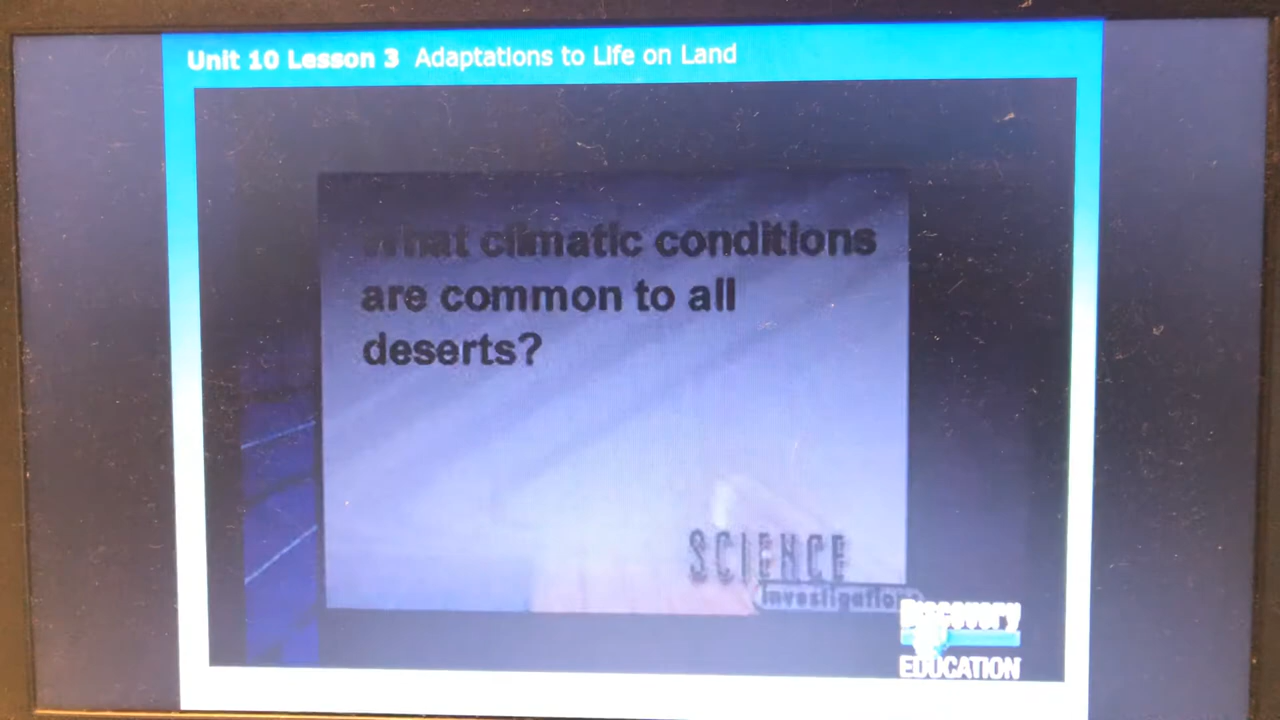 Unit 10 Lesson 3 Adaptations to Life on Land
What climatic conditions
are common to all
deserts?
SCIENCE
Investigations
Discovery
EDUCATION